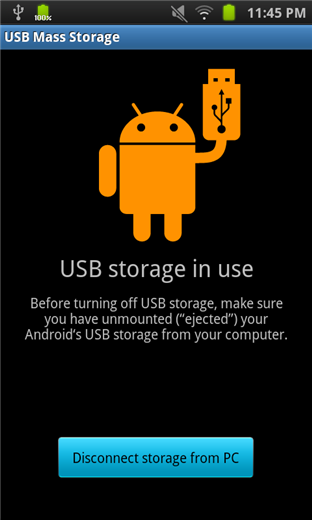 100%
11:45 PM
USB Mass Storage
USB storage in use
Before turning off USB storage, make sure
you have unmounted (“ejected”) your
Android‘s USB storage from your computer.
Disconnect storage from PC